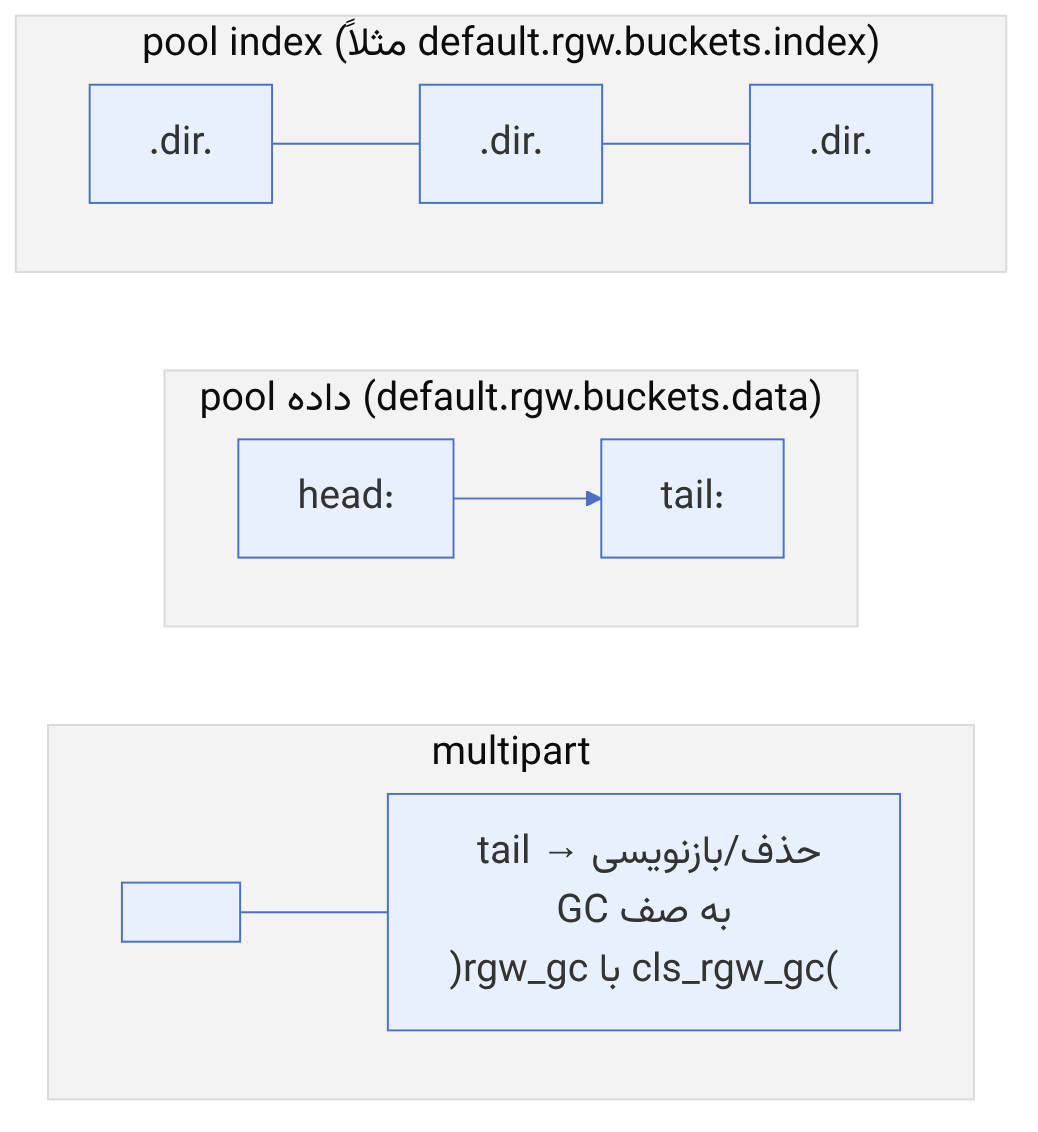 pool index (مثلاً default.rgw.buckets.index)
.dir.
.dir.
.dir.
pool داده (default.rgw.buckets.data)
head:
tail:
multipart
حذف/بازنویسی → tail
به صف GC
(rgw_gc با cls_rgw_gc)